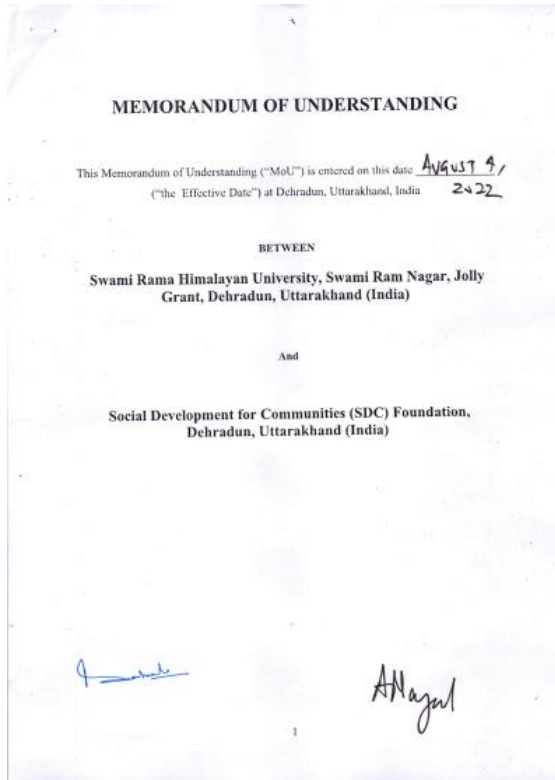 MEMORANDUM OF UNDERSTANDING
This Memorandum of Understanding ("MoU") is entered on this date AUGUST 9,
("the Effective Date") at Dehradun, Uttarakhand, India 2022
BETWEEN
Swami Rama Himalayan University, Swami Ram Nagar, Jolly
Grant, Dehradun, Uttarakhand (India)
And
Social Development for Communities (SDC) Foundation,
Dehradun, Uttarakhand (India)
1